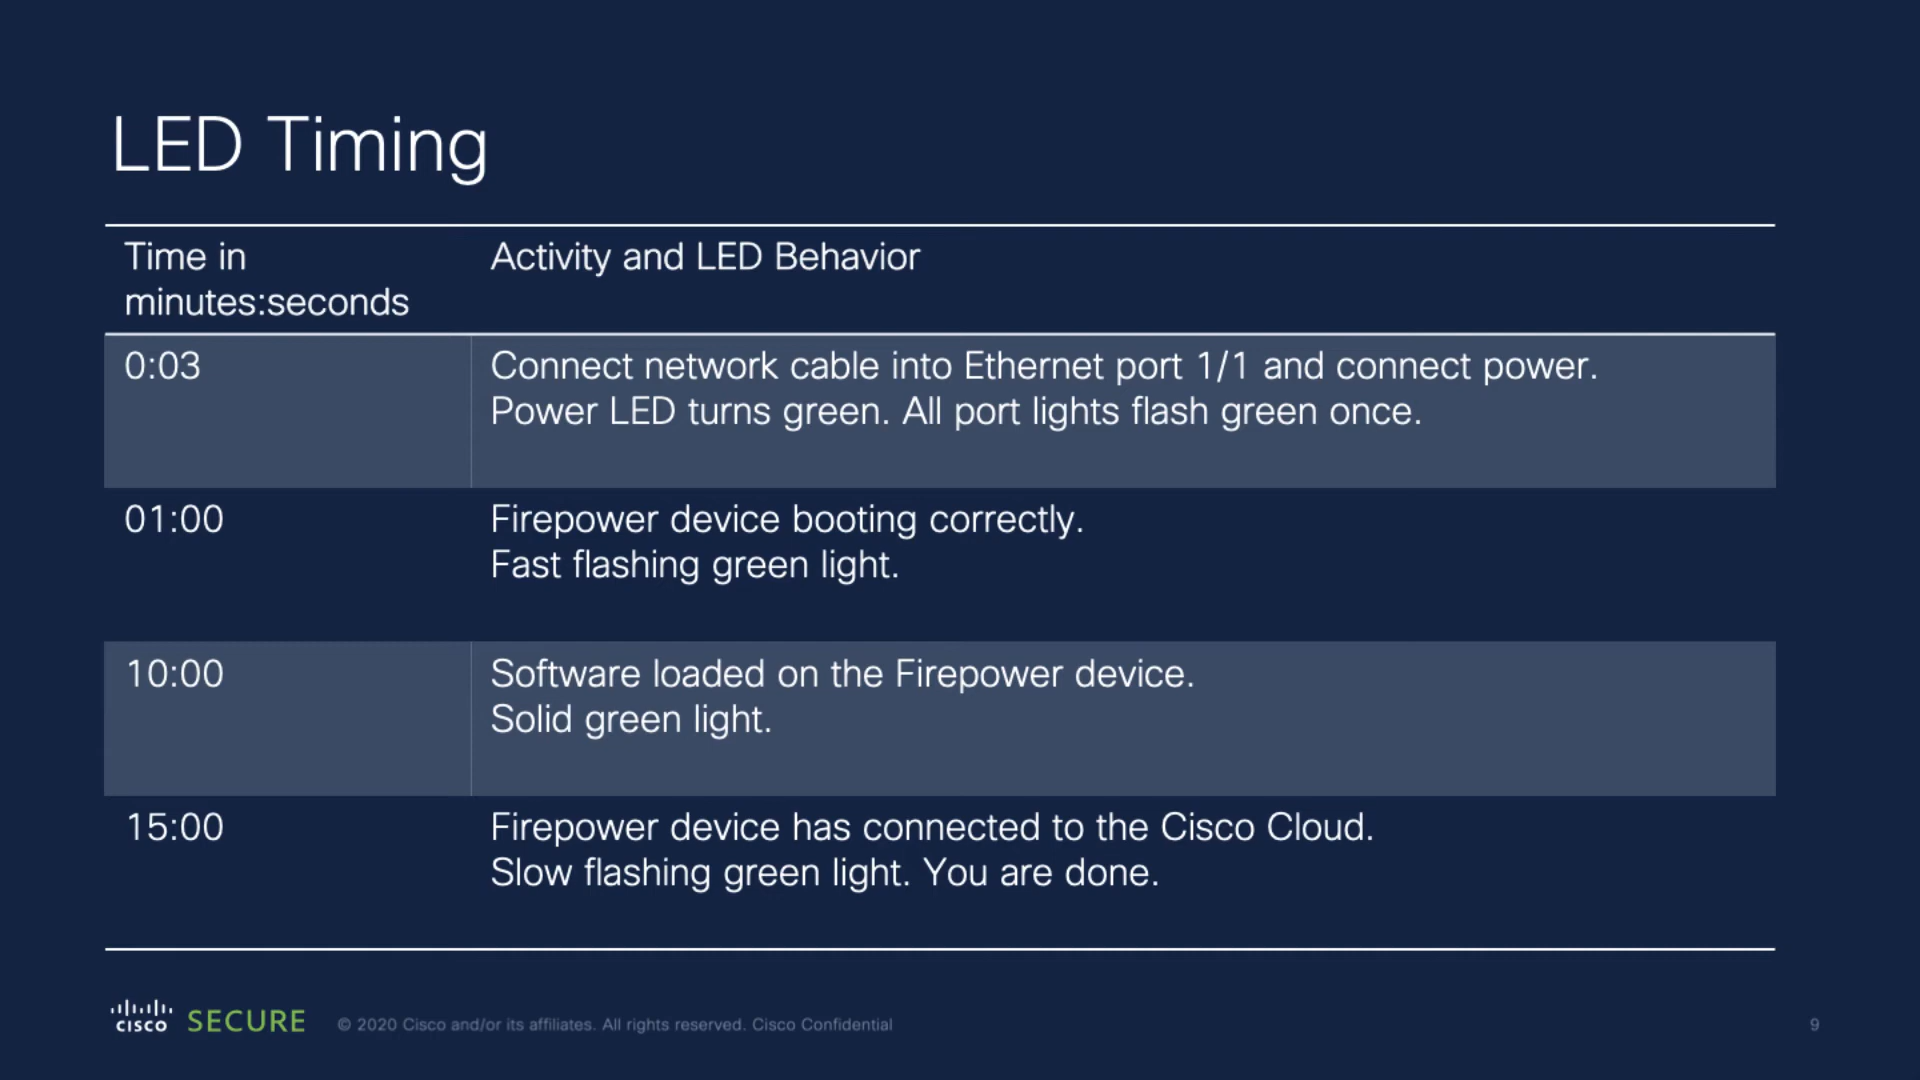 LED Timing
Time in
minutes:seconds
Activity and LED Behavior
0:03
Connect network cable into Ethernet port 1/1 and connect power.
Power LED turns green. All port lights flash green once.
01:00
Firepower device booting correctly.
Fast flashing green light.
10:00
Software loaded on the Firepower device.
Solid green light.
15:00
Firepower device has connected to the Cisco Cloud.
Slow flashing green light. You are done.
CISCO SECURE © 2020 Cisco and/or its affiliates. All rights reserved. Cisco Confidential 9